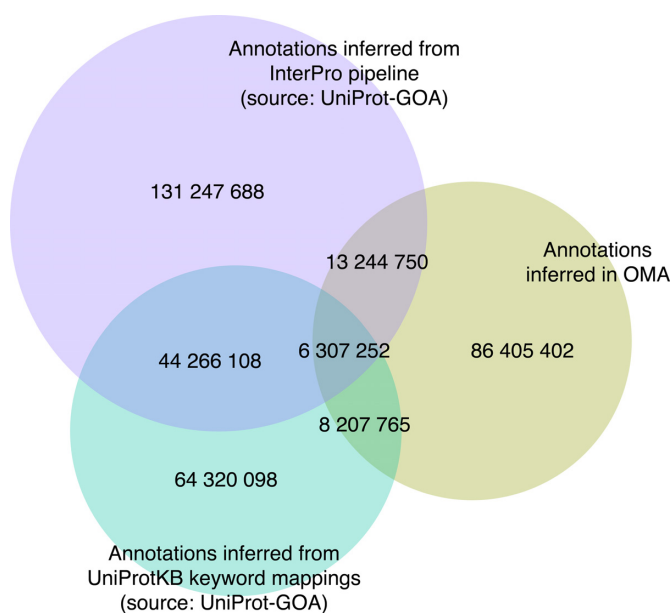 Annotations inferred from
InterPro pipeline
(source: UniProt-GOA)
131 247 688
13 244 750
Annotations
inferred in OMA
44 266 108
6 307 252
86 405 402
8 207 765
64 320 098
Annotations inferred from
UniProtKB keyword mappings
(source: UniProt-GOA)